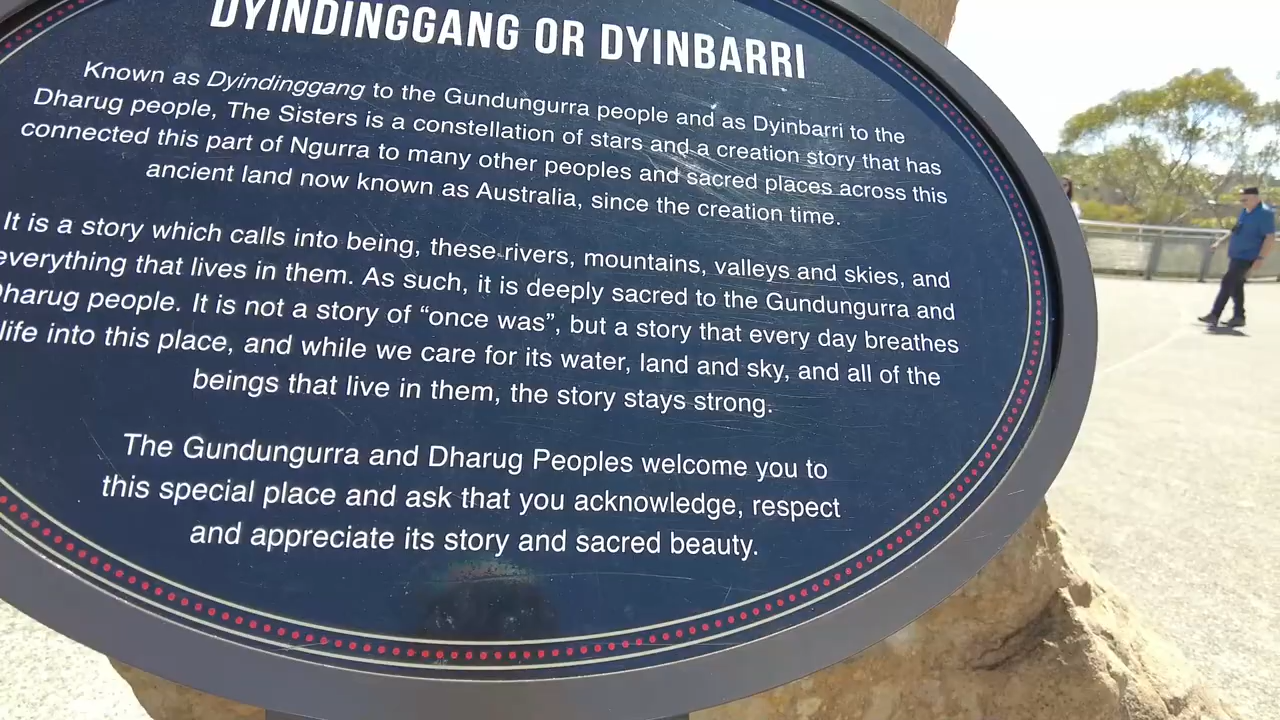 DYINDINGGANG OR DYINBARRI
Known as Dyindinggang to the Gundungurra people and as Dyinbarri to the
Dharug people, The Sisters is a constellation of stars and a creation story that has
connected this part of Ngurra to many other peoples and sacred places across this
ancient land now known as Australia, since the creation time.
It is a story which calls into being, these rivers, mountains, valleys and skies, and
everything that lives in them. As such, it is deeply sacred to the Gundungurra and
Dharug people. It is not a story of “once was”, but a story that every day breathes
life into this place, and while we care for its water, land and sky, and all of the
beings that live in them, the story stays strong.
The Gundungurra and Dharug Peoples welcome you to
this special place and ask that you acknowledge, respect
and appreciate its story and sacred beauty.